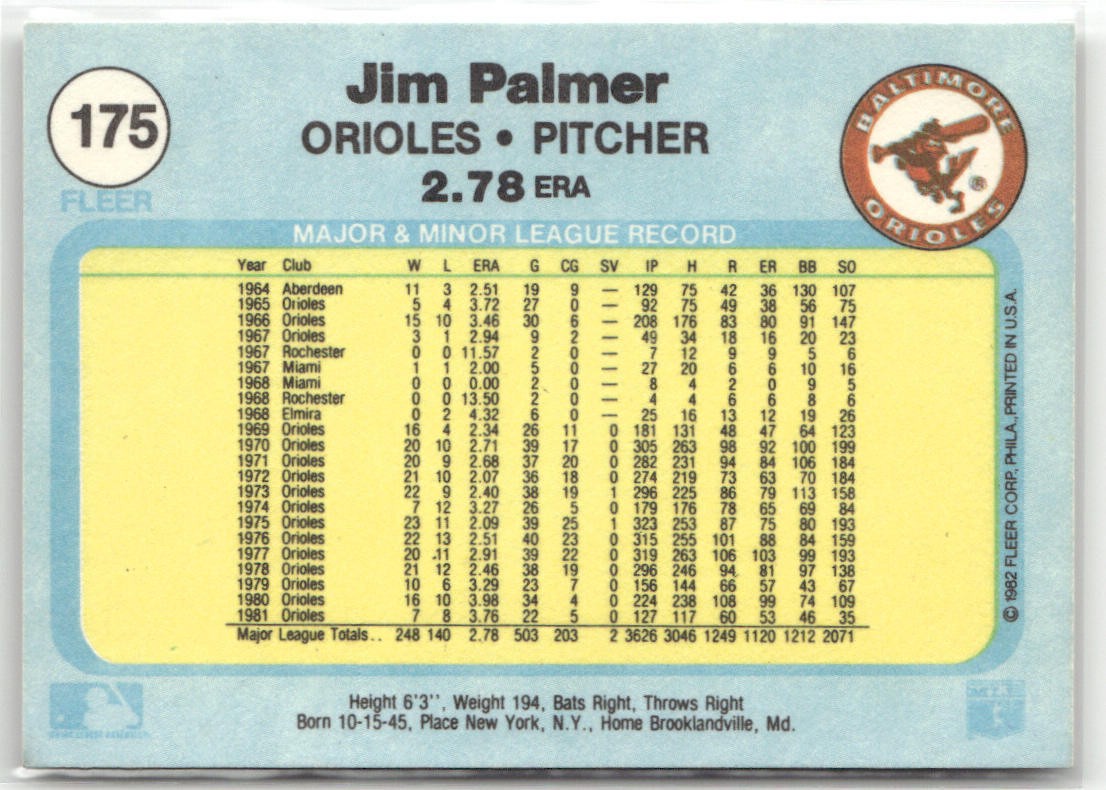 175
FLEER
Jim Palmer
ORIOLES • PITCHER
2.78 ERA
BALTIMORE
ORIOLES
®
MAJOR & MINOR LEAGUE RECORD
Year Club W L ERA G CG SV IP H R ER BB SO
1964 Aberdeen 11 3 2.51 19 9 — 129 75 42 36 130 107
1965 Orioles 5 4 3.72 27 0 — 92 75 49 38 56 75
1966 Orioles 15 10 3.46 30 6 — 208 176 83 80 91 147
1967 Orioles 3 1 2.94 9 2 — 49 34 18 16 20 23
1967 Rochester 0 0 11.57 2 0 — 7 12 9 9 5 6
1967 Miami 1 1 2.00 5 0 — 27 20 6 6 10 16
1968 Miami 0 0 0.00 2 0 — 8 4 2 0 9 5
1968 Rochester 0 0 13.50 2 0 — 4 4 6 6 8 6
1968 Elmira 0 2 4.32 6 0 — 25 16 13 12 19 26
1969 Orioles 16 4 2.34 26 11 0 181 131 48 47 64 123
1970 Orioles 20 10 2.71 39 17 0 305 263 98 92 100 199
1971 Orioles 20 9 2.68 37 20 0 282 231 94 84 106 184
1972 Orioles 21 10 2.07 36 18 0 274 219 73 63 70 184
1973 Orioles 22 9 2.40 38 19 1 296 225 86 79 113 158
1974 Orioles 7 12 3.27 26 5 0 179 176 78 65 69 84
1975 Orioles 23 11 2.09 39 25 1 323 253 87 75 80 193
1976 Orioles 22 13 2.51 40 23 0 315 255 101 88 84 159
1977 Orioles 20 11 2.91 39 22 0 319 263 106 103 99 193
1978 Orioles 21 12 2.46 38 19 0 296 246 94 81 97 138
1979 Orioles 10 6 3.29 23 7 0 156 144 66 57 43 67
1980 Orioles 16 10 3.98 34 4 0 224 238 108 99 74 109
1981 Orioles 7 8 3.76 22 5 0 127 117 60 53 46 35
Major League Totals.. 248 140 2.78 503 203 2 3626 3046 1249 1120 1212 2071
© 1982 FLEER CORP. PHILA., PRINTED IN U.S.A.
Height 6'3'', Weight 194, Bats Right, Throws Right
Born 10-15-45, Place New York, N.Y., Home Brooklandville, Md.